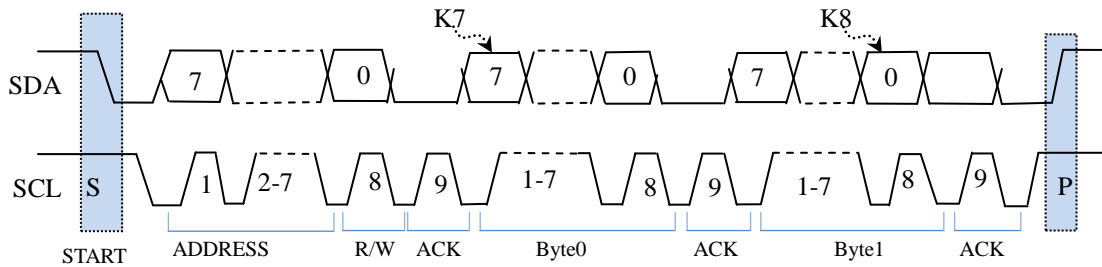 K7 K8
SDA 7 0 7 0 7 0
SCL S 1 2-7 8 9 1-7 8 9 1-7 8 9 P
START ADDRESS R/W ACK Byte0 ACK Byte1 ACK